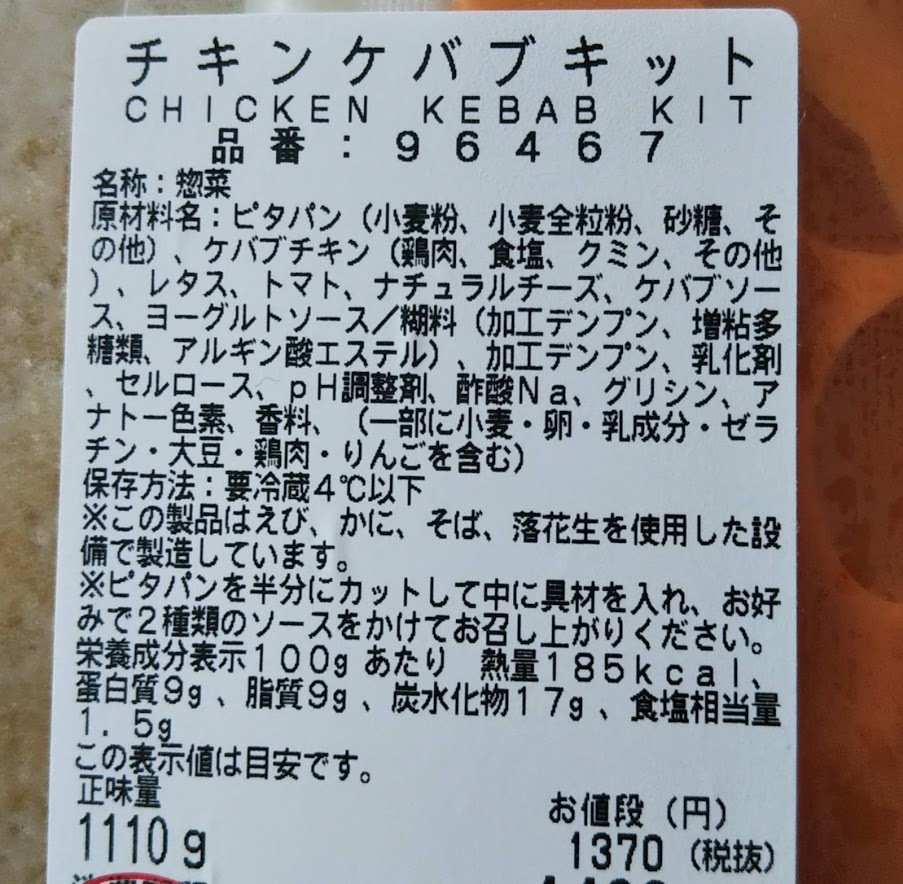 チキンケバブキット
CHICKEN KEBAB KIT
品番：96467
名称：惣菜
原材料名：ピタパン（小麦粉、小麦全粒粉、砂糖、そ
の他）、ケバブチキン（鶏肉、食塩、クミン、その他
）、レタス、トマト、ナチュラルチーズ、ケバブソー
ス、ヨーグルトソース／糊料（加工デンプン、増粘多
糖類、アルギン酸エステル）、加工デンプン、乳化剤
、セルロース、ｐＨ調整剤、酢酸Ｎａ、グリシン、ア
ナトー色素、香料、（一部に小麦・卵・乳成分・ゼラ
チン・大豆・鶏肉・りんごを含む）
保存方法：要冷蔵４℃以下
※この製品はえび、かに、そば、落花生を使用した設
備で製造しています。
※ピタパンを半分にカットして中に具材を入れ、お好
みで２種類のソースをかけてお召し上がりください。
栄養成分表示１００g あたり　熱量１８５ｋｃａｌ、
蛋白質9g 、脂質9g 、炭水化物１７g 、食塩相当量
１．５g
この表示値は目安です。
正味量
1110 g
お値段（円）
1370（税抜）